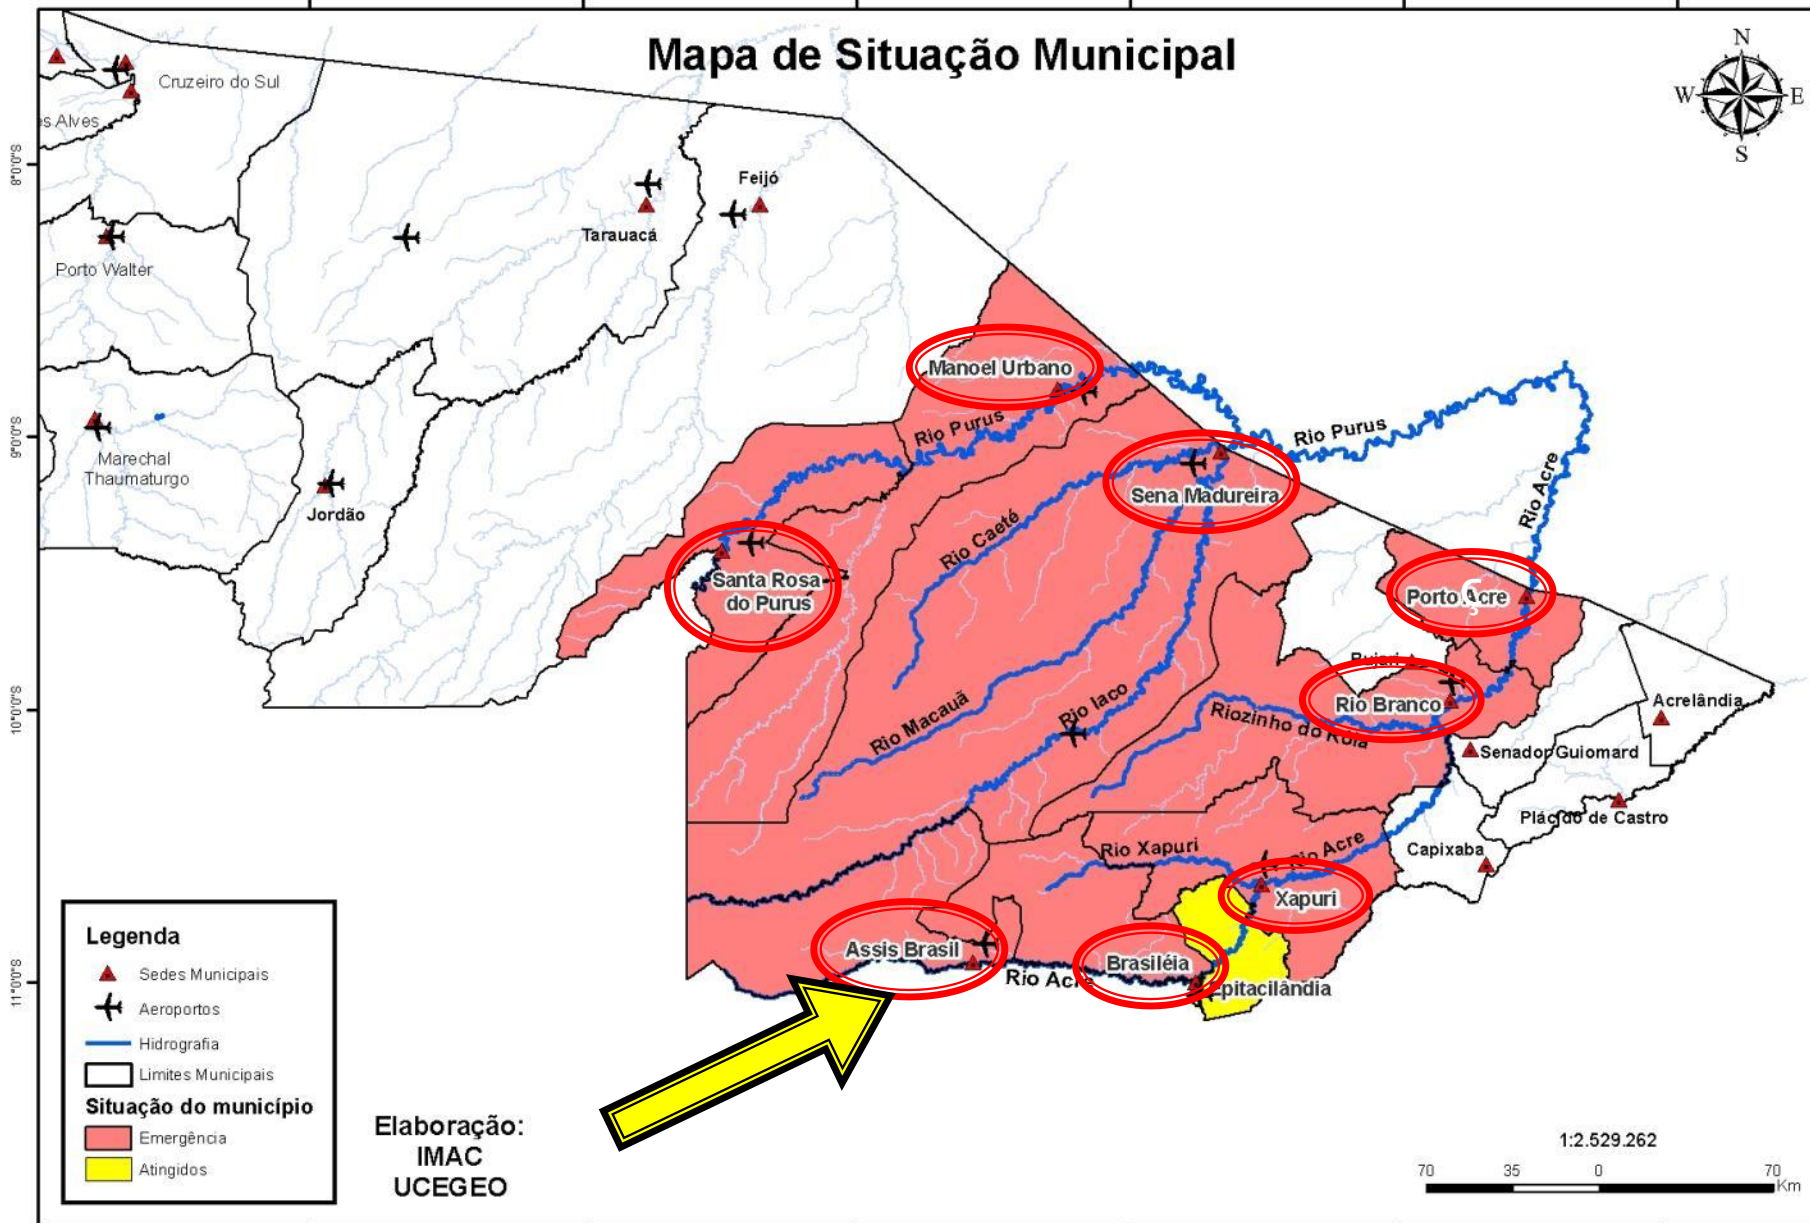 Mapa de Situação Municipal
N
W
E
S
Cruzeiro do Sul
s Alves
8°0'0"S
Feijó
Tarauacá
Porto Walter
Manoel Urbano
Rio Purus
Rio Purus
9°0'0"S
Marechal
Thaumaturgo
Sena Madureira
Rio Acre
Jordão
Rio Caeté
Santa Rosa
do Purus
Porto Acre
ç
Bujari
Rio Branco
Acrelândia
10°0'0"S
Rio Macauã
Rio Iaco
Riozinho do Rola
Senador Guiomard
Plácido de Castro
Rio Xapuri
Rio Acre
Capixaba
Xapuri
Assis Brasil
Brasiléia
Rio Acre
Epitacilândia
11°0'0"S
Legenda
Sedes Municipais
Aeroportos
Hidrografia
Limites Municipais
Situação do município
Emergência
Atingidos
Elaboração:
IMAC
UCEGEO
1:2.529.262
70 35 0 70
Km